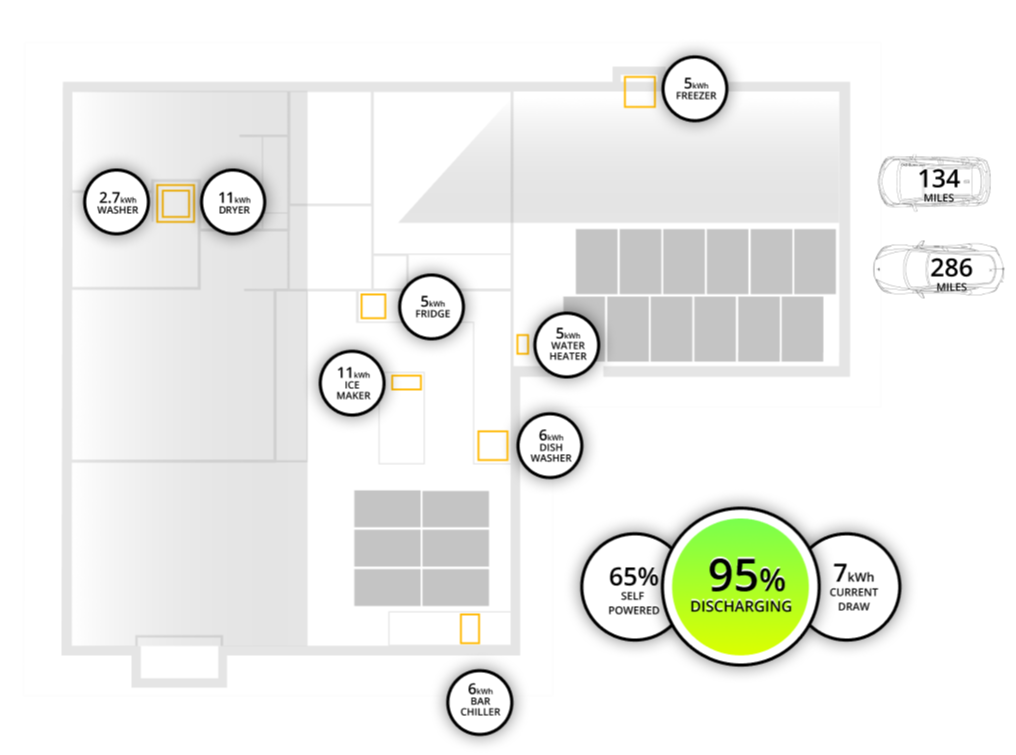 5kWh
FREEZER
134
MILES
2.7kWh
WASHER
11kWh
DRYER
286
MILES
5kWh
FRIDGE
5kWh
WATER
HEATER
11kWh
ICE
MAKER
6kWh
DISH
WASHER
65%
SELF
POWERED
95%
DISCHARGING
7kWh
CURRENT
DRAW
6kWh
BAR
CHILLER